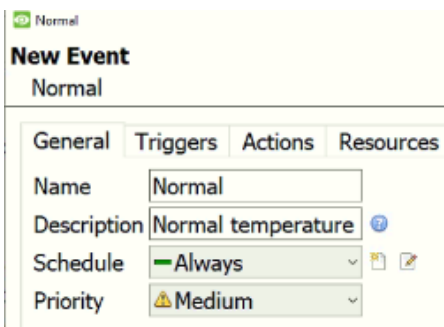 Normal
New Event
Normal
General Triggers Actions Resources
Name Normal
Description Normal temperature
Schedule Always
Priority Medium